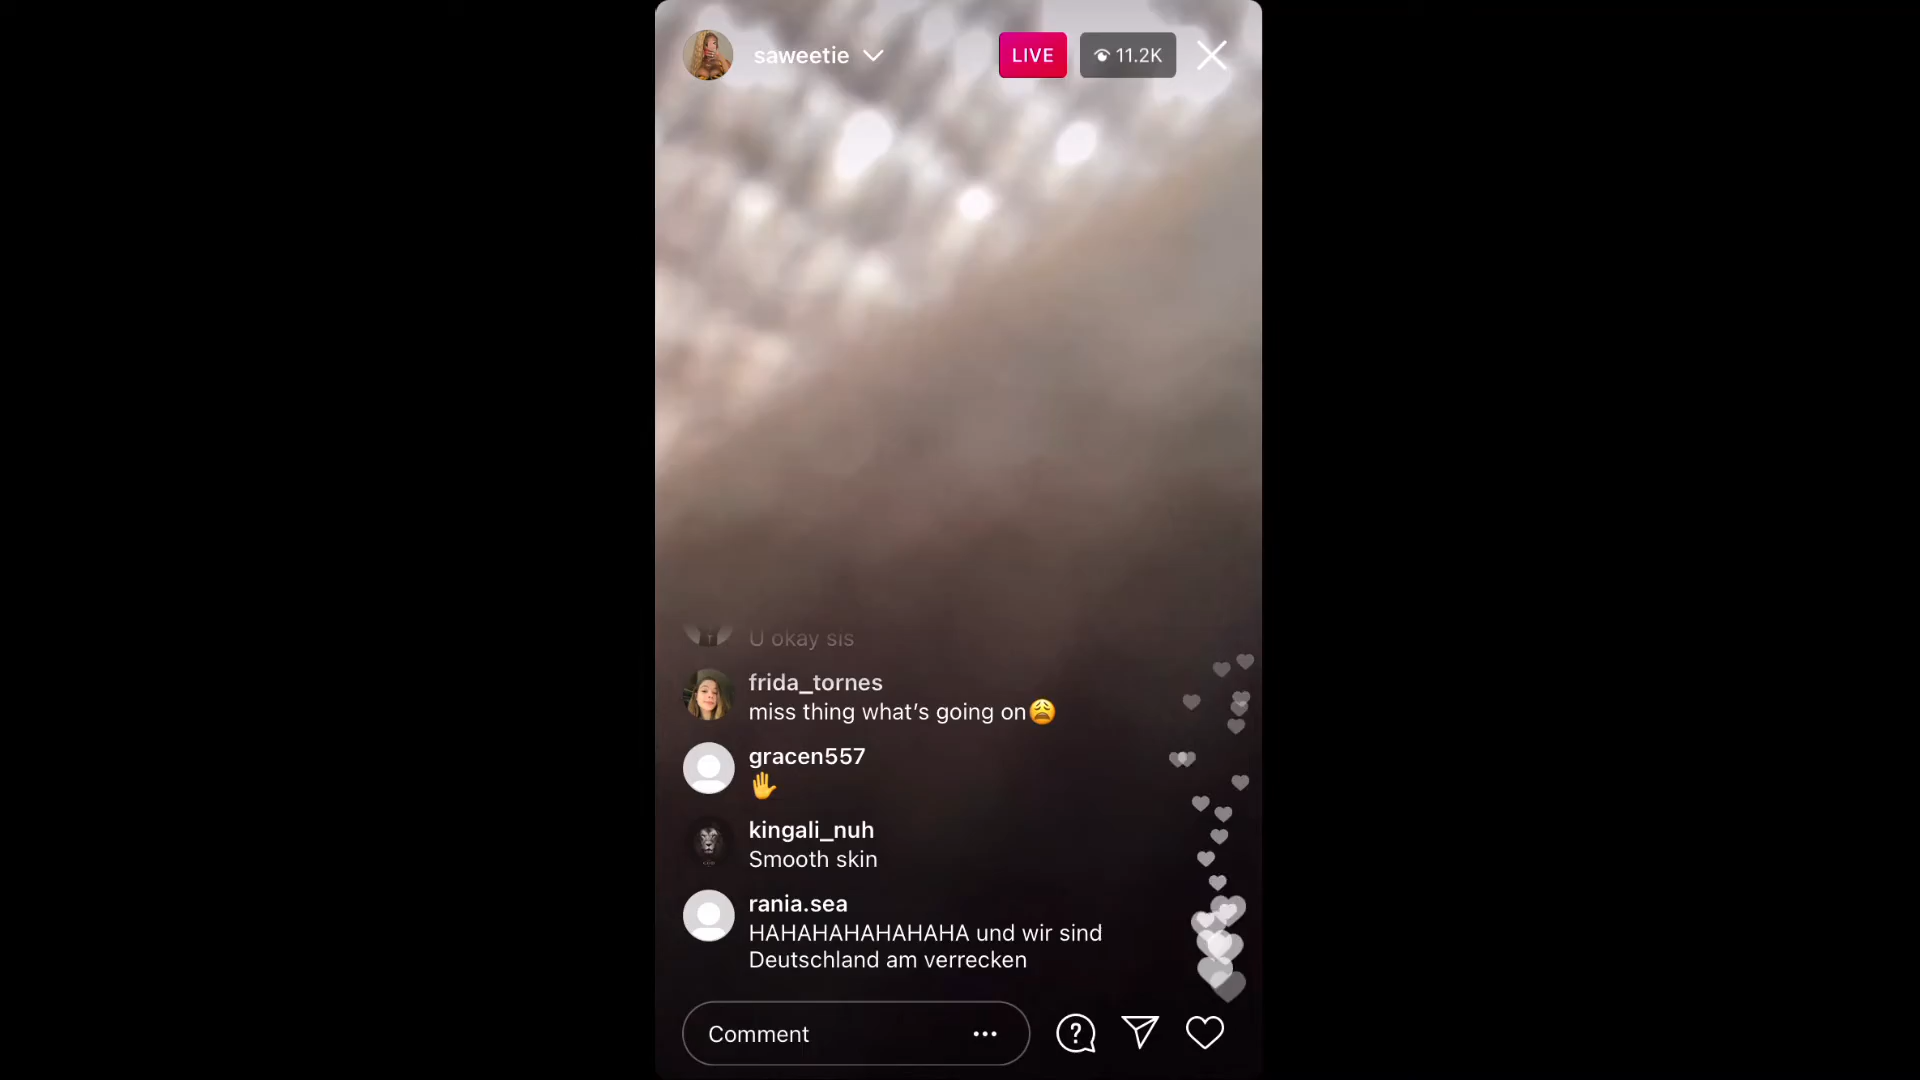 saweetie
LIVE
11.2K
U okay sis
frida_tornes
miss thing what’s going on😩
gracen557
✋
kingali_nuh
Smooth skin
rania.sea
HAHAHAHAHAHAHA und wir sind
Deutschland am verrecken
Comment